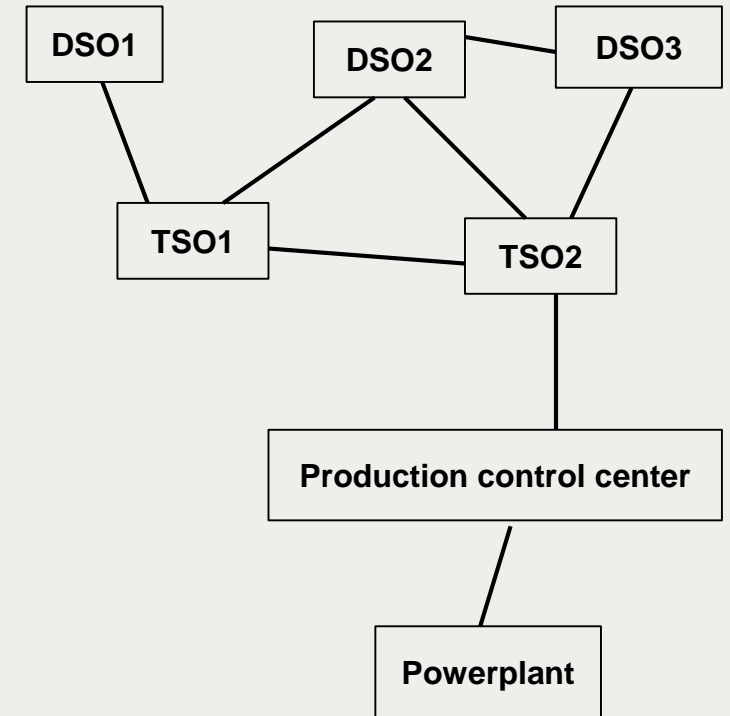 DSO1
DSO2
DSO3
TSO1
TSO2
Production control center
Powerplant